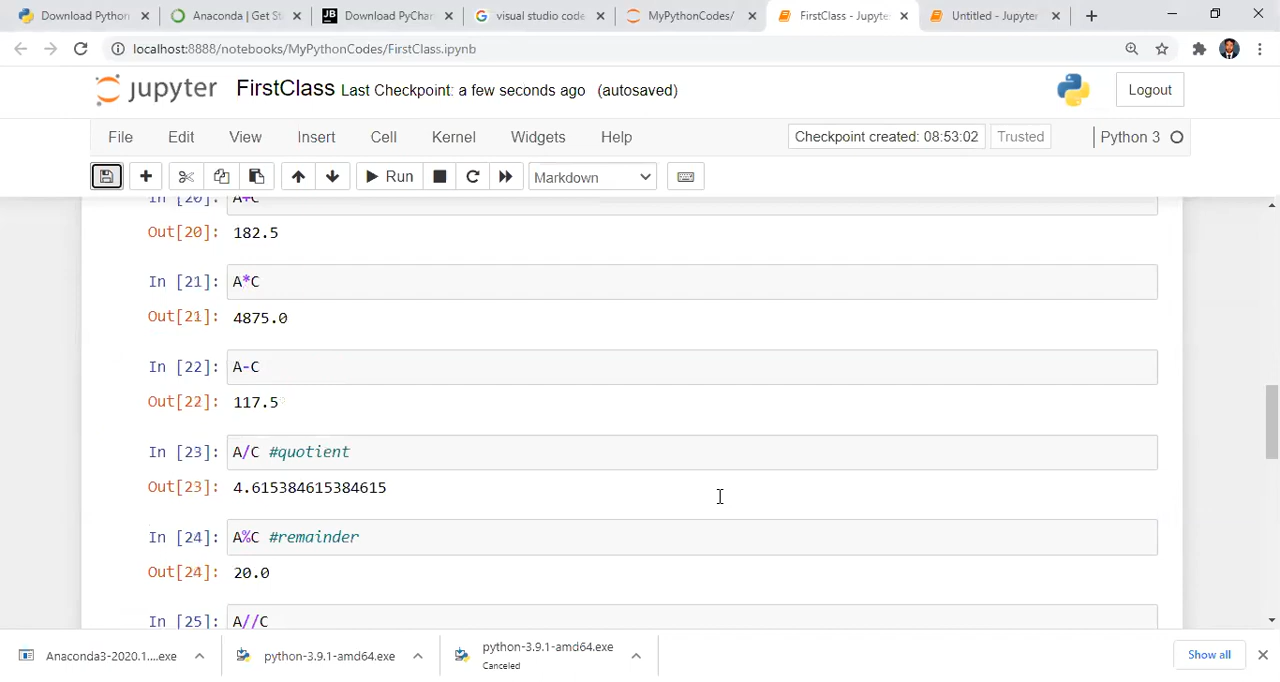 Download Python
Anaconda | Get St
JB
Download PyChar
visual studio code
MyPythonCodes/
FirstClass - Jupyte
Untitled - Jupyter
localhost:8888/notebooks/MyPythonCodes/FirstClass.ipynb
jupyter FirstClass Last Checkpoint: a few seconds ago (autosaved)
Logout
File Edit View Insert Cell Kernel Widgets Help
Checkpoint created: 08:53:02
Trusted
Python 3
Run
Markdown
In [20]: A+C
Out[20]: 182.5
In [21]: A*C
Out[21]: 4875.0
In [22]: A-C
Out[22]: 117.5
In [23]: A/C #quotient
Out[23]: 4.615384615384615
In [24]: A%C #remainder
Out[24]: 20.0
In [25]: A//C
Anaconda3-2020.1....exe
python-3.9.1-amd64.exe
python-3.9.1-amd64.exe
Canceled
Show all